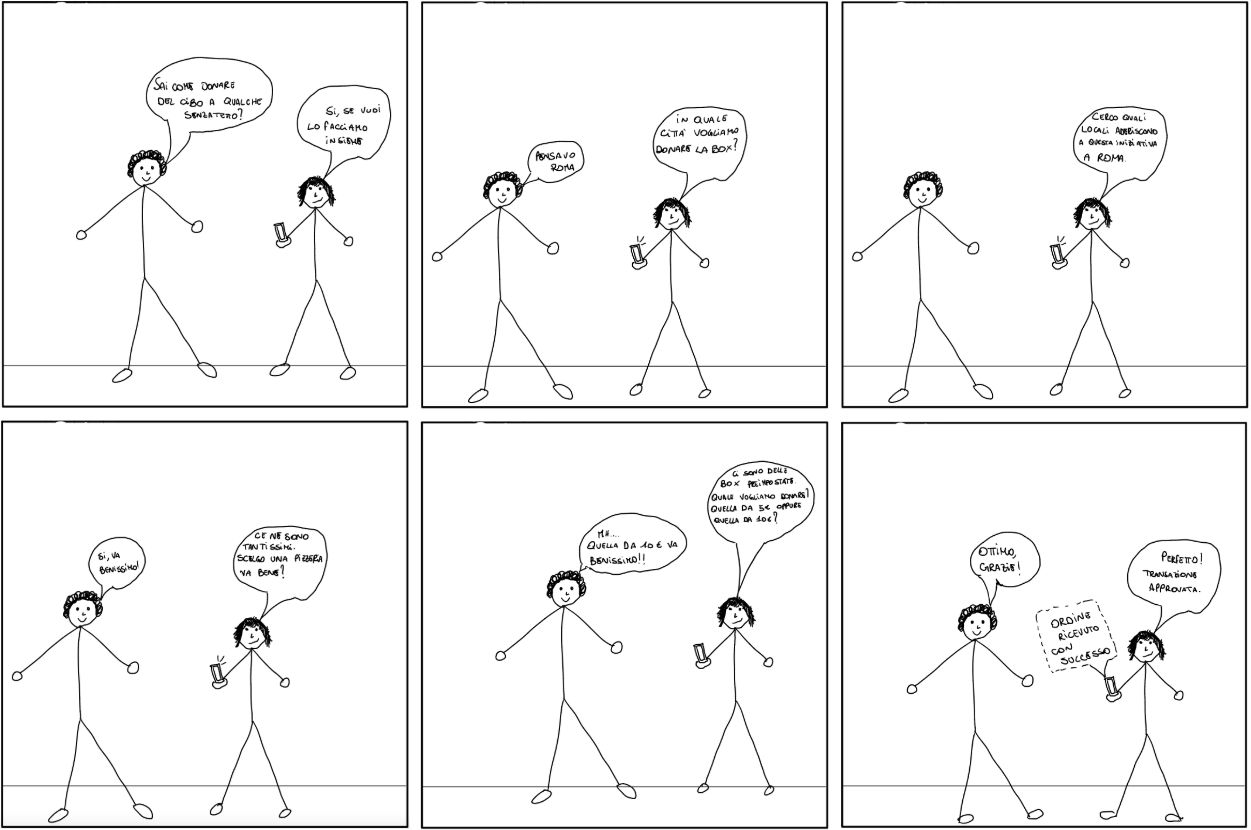 SAI COME DONARE
DEL CIBO A QUALCHE
SENZATETTO?
SI, SE VUOI
LO FACCIAMO
INSIEME
IN QUALE
CITTÀ VOGLIAMO
DONARE LA BOX?
PENSAVO
ROMA
CERCO QUALI
LOCALI ADERISCONO
A QUESTA INIZIATIVA
A ROMA.
CE NE SONO
TANTISSIMI.
SCELGO UNA PIZZERIA
VA BENE?
SI, VA
BENISSIMO!
CI SONO DELLE
BOX PREIMPOSTATE.
QUALE VOGLIAMO DONARE?
QUELLA DA 5€ OPPURE
QUELLA DA 10€?
MH....
QUELLA DA 10 € VA
BENISSIMO!!
ORDINE
RICEVUTO
CON
SUCCESSO
PERFETTO!
TRANSAZIONE
APPROVATA.
OTTIMO,
GRAZIE!